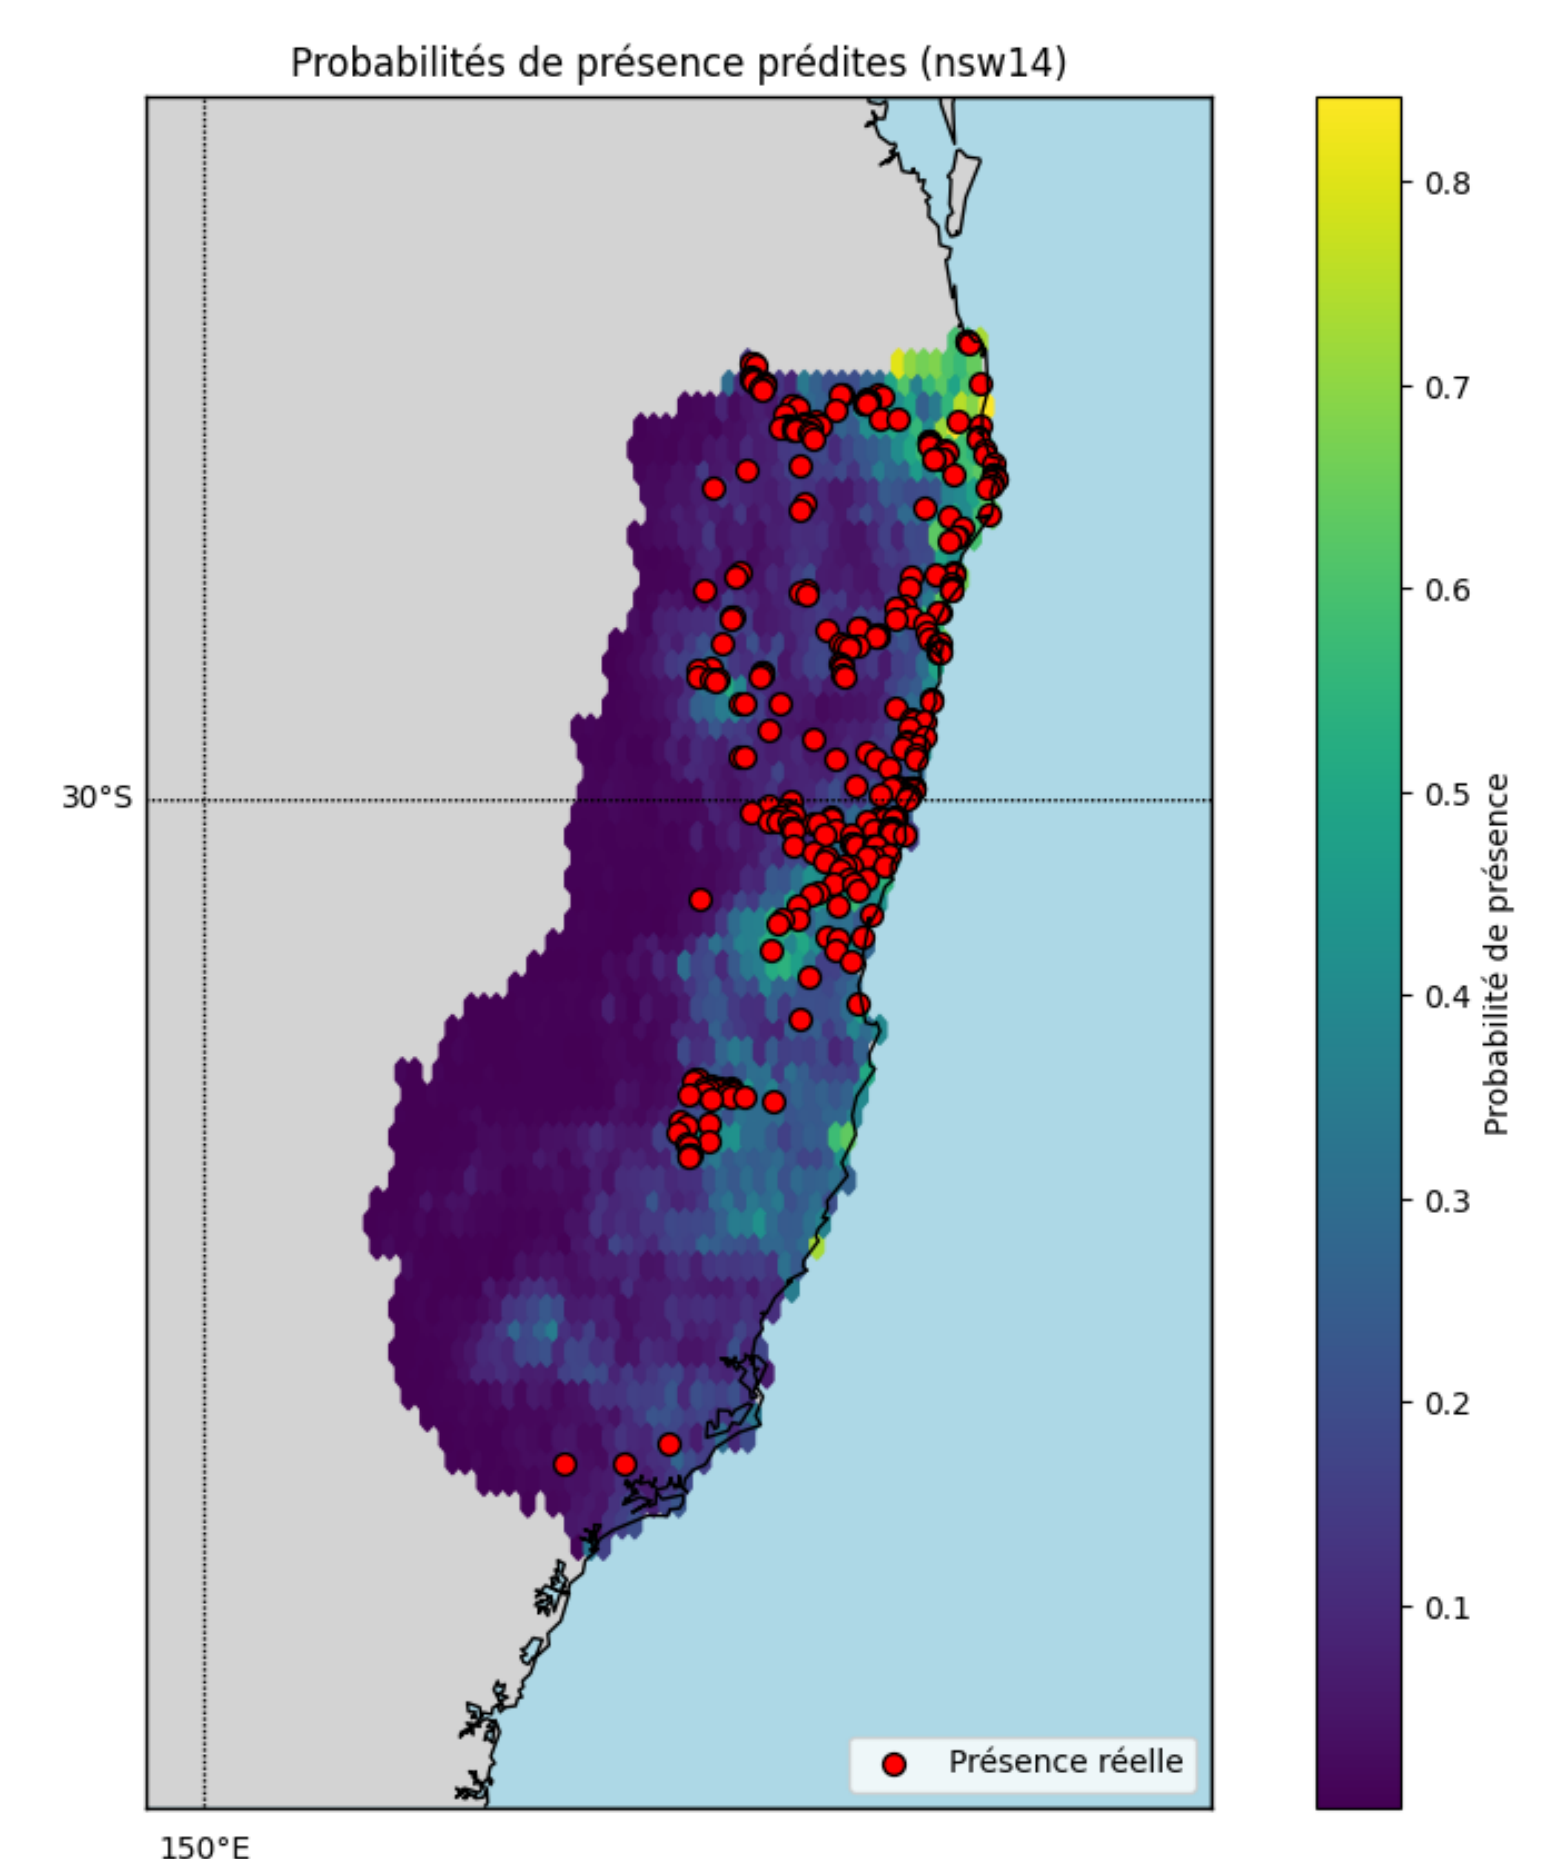 Probabilités de présence prédites (nsw14)
30°S
150°E
Présence réelle
0.8
0.7
0.6
0.5
0.4
0.3
0.2
0.1
Probabilité de présence